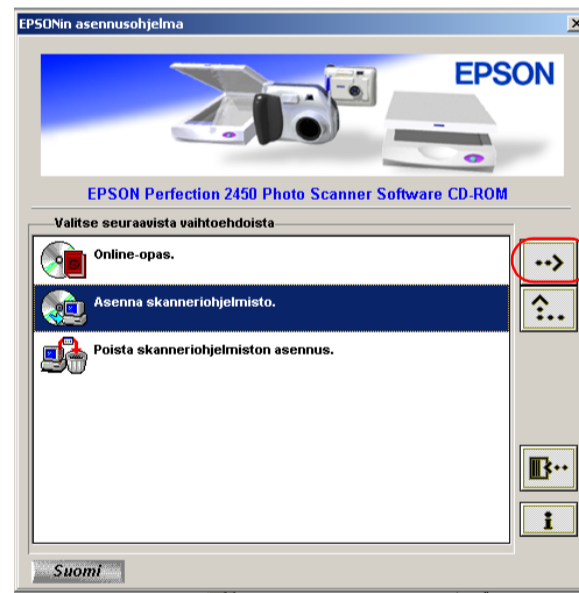 EPSONin asennusohjelma
EPSON
EPSON Perfection 2450 Photo Scanner Software CD-ROM
Valitse seuraavista vaihtoehdoista
Online-opas.
Asenna skanneriohjelmisto.
Poista skanneriohjelmiston asennus.
Suomi